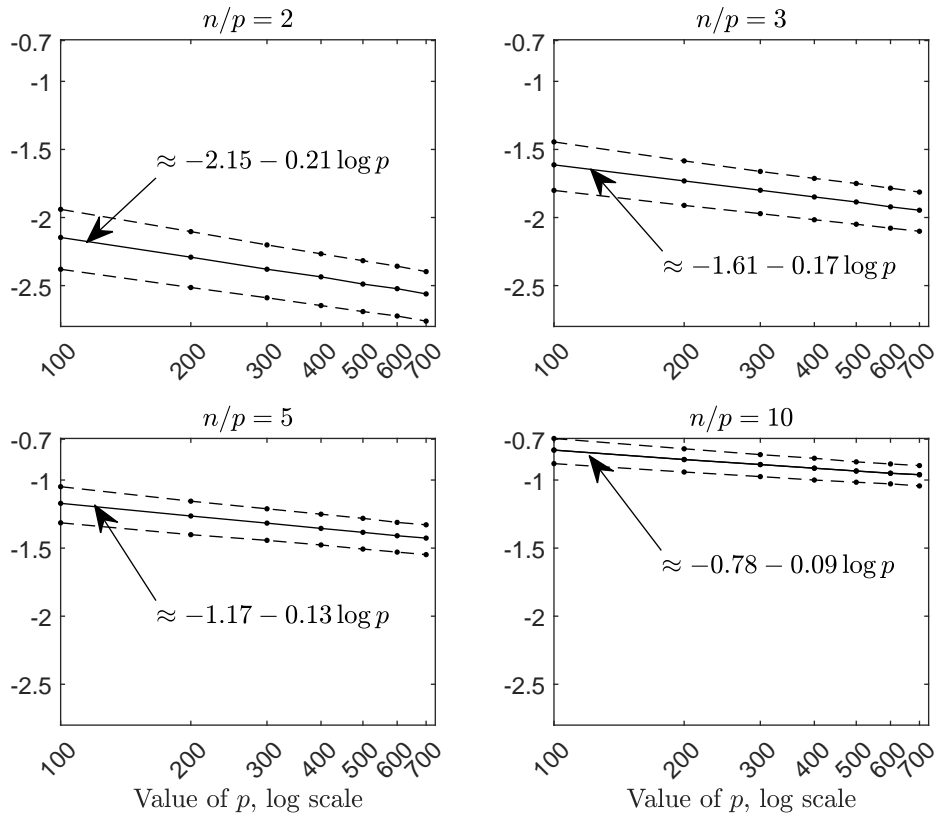 n/p = 2
-0.7
-1
-1.5
-2
-2.5
≈ −2.15 − 0.21 log p
100 200 300 400 500 600 700
n/p = 3
-0.7
-1
-1.5
-2
-2.5
≈ −1.61 − 0.17 log p
100 200 300 400 500 600 700
n/p = 5
-0.7
-1
-1.5
-2
-2.5
≈ −1.17 − 0.13 log p
100 200 300 400 500 600 700
Value of p, log scale
n/p = 10
-0.7
-1
-1.5
-2
-2.5
≈ −0.78 − 0.09 log p
100 200 300 400 500 600 700
Value of p, log scale